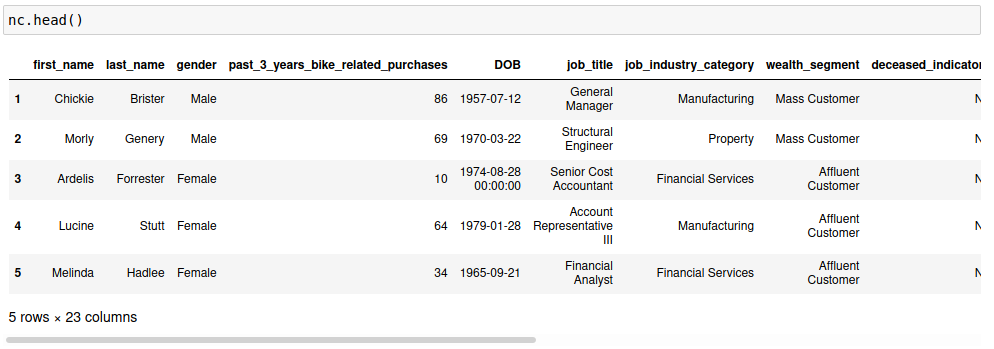 nc.head()
first_name last_name gender past_3_years_bike_related_purchases DOB job_title job_industry_category wealth_segment deceased_indicator
1 Chickie Brister Male 86 1957-07-12 General Manager Manufacturing Mass Customer N
2 Morly Genery Male 69 1970-03-22 Structural Engineer Property Mass Customer N
3 Ardelis Forrester Female 10 1974-08-28 00:00:00 Senior Cost Accountant Financial Services Affluent Customer N
4 Lucine Stutt Female 64 1979-01-28 Account Representative III Manufacturing Affluent Customer N
5 Melinda Hadlee Female 34 1965-09-21 Financial Analyst Financial Services Affluent Customer N
5 rows × 23 columns